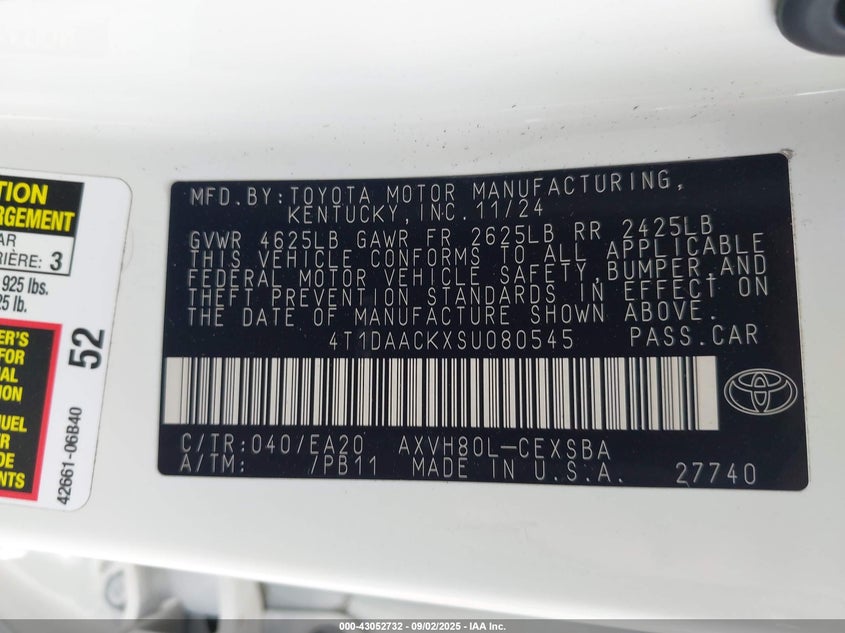 MFD.BY:TOYOTA MOTOR MANUFACTURING,
KENTUCKY, INC.11/24
GVWR 4625LB GAWR FR 2625LB RR 2425LB
THIS VEHICLE CONFORMS TO ALL APPLICABLE
FEDERAL MOTOR VEHICLE SAFETY,BUMPER,AND
THEFT PREVENTION STANDARDS IN EFFECT ON
THE DATE OF MANUFACTURE SHOWN ABOVE.
4T1DAACKXSU080545 PASS.CAR
C/TR:040/EA20 AXVH80L-CEXSBA
A/TM: /PB11 MADE IN U.S.A. 27740
TION
RGEMENT
AR
RIÈRE: 3
925 lbs.
25 lb.
ER'S
FOR
NAL
TION
NUEL
UR
DE
ENTS
52
42661-06B40
000-43052732 - 09/02/2025 - IAA Inc.